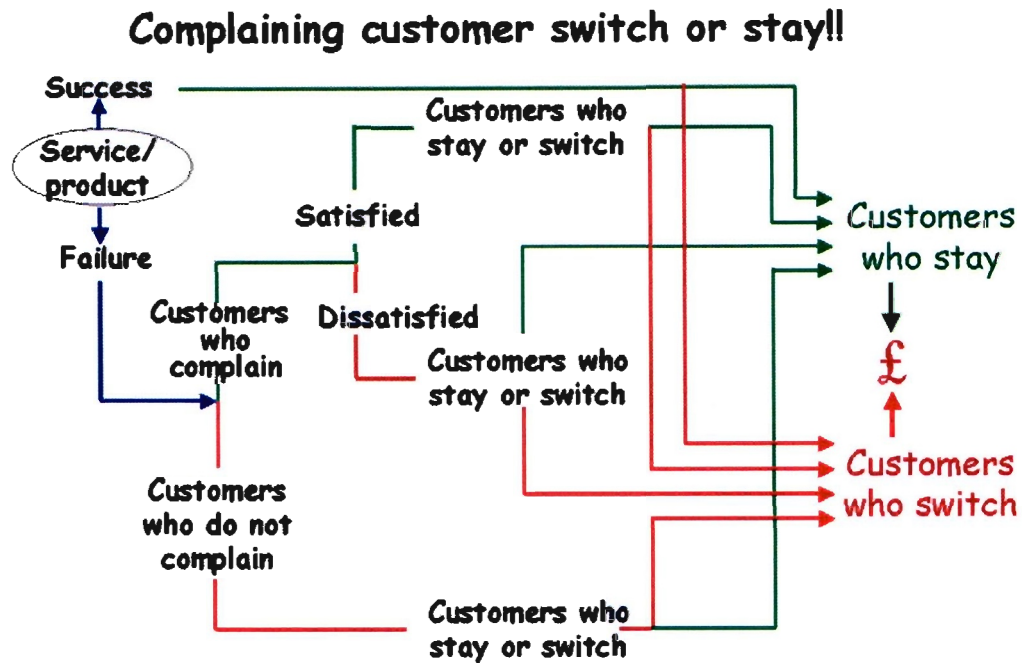 Complaining customer switch or stay!!
Success
Service/
product
Failure
Customers who
stay or switch
Satisfied
Customers
who
complain
Dissatisfied
Customers who
stay or switch
Customers
who do not
complain
Customers who
stay or switch
Customers
who stay
£
Customers
who switch